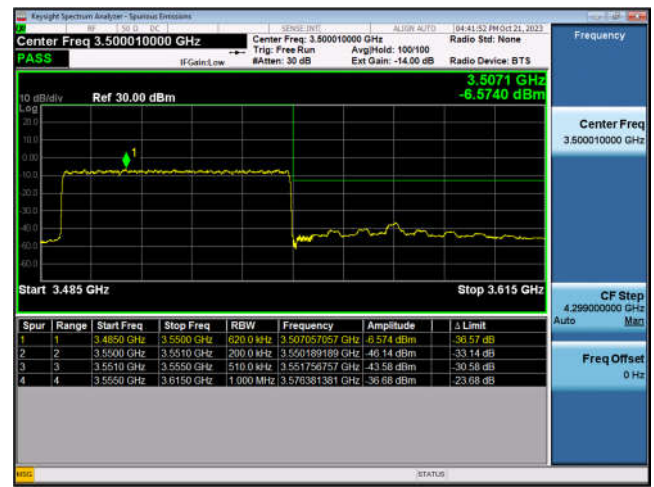 Keysight Spectrum Analyzer - Spurious Emissions
RF 50 Ω DC SENSE:INT ALIGN AUTO 04:41:52 PM Oct 21, 2023
Center Freq 3.500010000 GHz
Center Freq: 3.500010000 GHz
Radio Std: None
Trig: Free Run Avg|Hold: 100/100
PASS IFGain:Low #Atten: 30 dB Ext Gain: -14.00 dB Radio Device: BTS
3.5071 GHz
-6.5740 dBm
10 dB/div Ref 30.00 dBm
Log
20.0
10.0
0.00
1
-10.0
-20.0
-30.0
-40.0
-50.0
-60.0
Start 3.485 GHz Stop 3.615 GHz
Spur Range Start Freq Stop Freq RBW Frequency Amplitude Δ Limit
1 1 3.4850 GHz 3.5500 GHz 620.0 kHz 3.507057057 GHz -6.574 dBm -36.57 dB
2 2 3.5500 GHz 3.5510 GHz 200.0 kHz 3.550189189 GHz -46.14 dBm -33.14 dB
3 3 3.5510 GHz 3.5550 GHz 510.0 kHz 3.551756757 GHz -43.58 dBm -30.58 dB
4 4 3.5550 GHz 3.6150 GHz 1.000 MHz 3.576381381 GHz -36.68 dBm -23.68 dB
Frequency
Center Freq
3.500010000 GHz
CF Step
4.299000000 GHz
Auto Man
Freq Offset
0 Hz
MSG STATUS